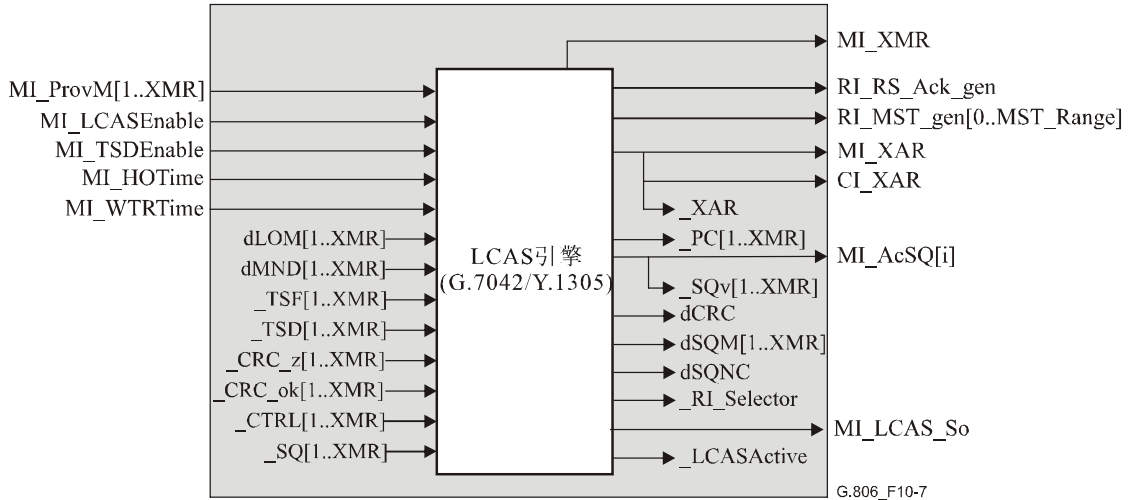 MI_XMR
MI_ProvM[1..XMR]
MI_LCASEnable
MI_TSDEnable
MI_HOTime
MI_WTRTime
dLOM[1..XMR]
dMND[1..XMR]
_TSF[1..XMR]
_TSD[1..XMR]
_CRC_z[1..XMR]
_CRC_ok[1..XMR]
_CTRL[1..XMR]
_SQ[1..XMR]
LCAS引擎
(G.7042/Y.1305)
RI_RS_Ack_gen
RI_MST_gen[0..MST_Range]
MI_XAR
CI_XAR
_XAR
_PC[1..XMR]
MI_AcSQ[i]
_SQv[1..XMR]
dCRC
dSQM[1..XMR]
dSQNC
_RI_Selector
MI_LCAS_So
_LCASActive
G.806_F10-7